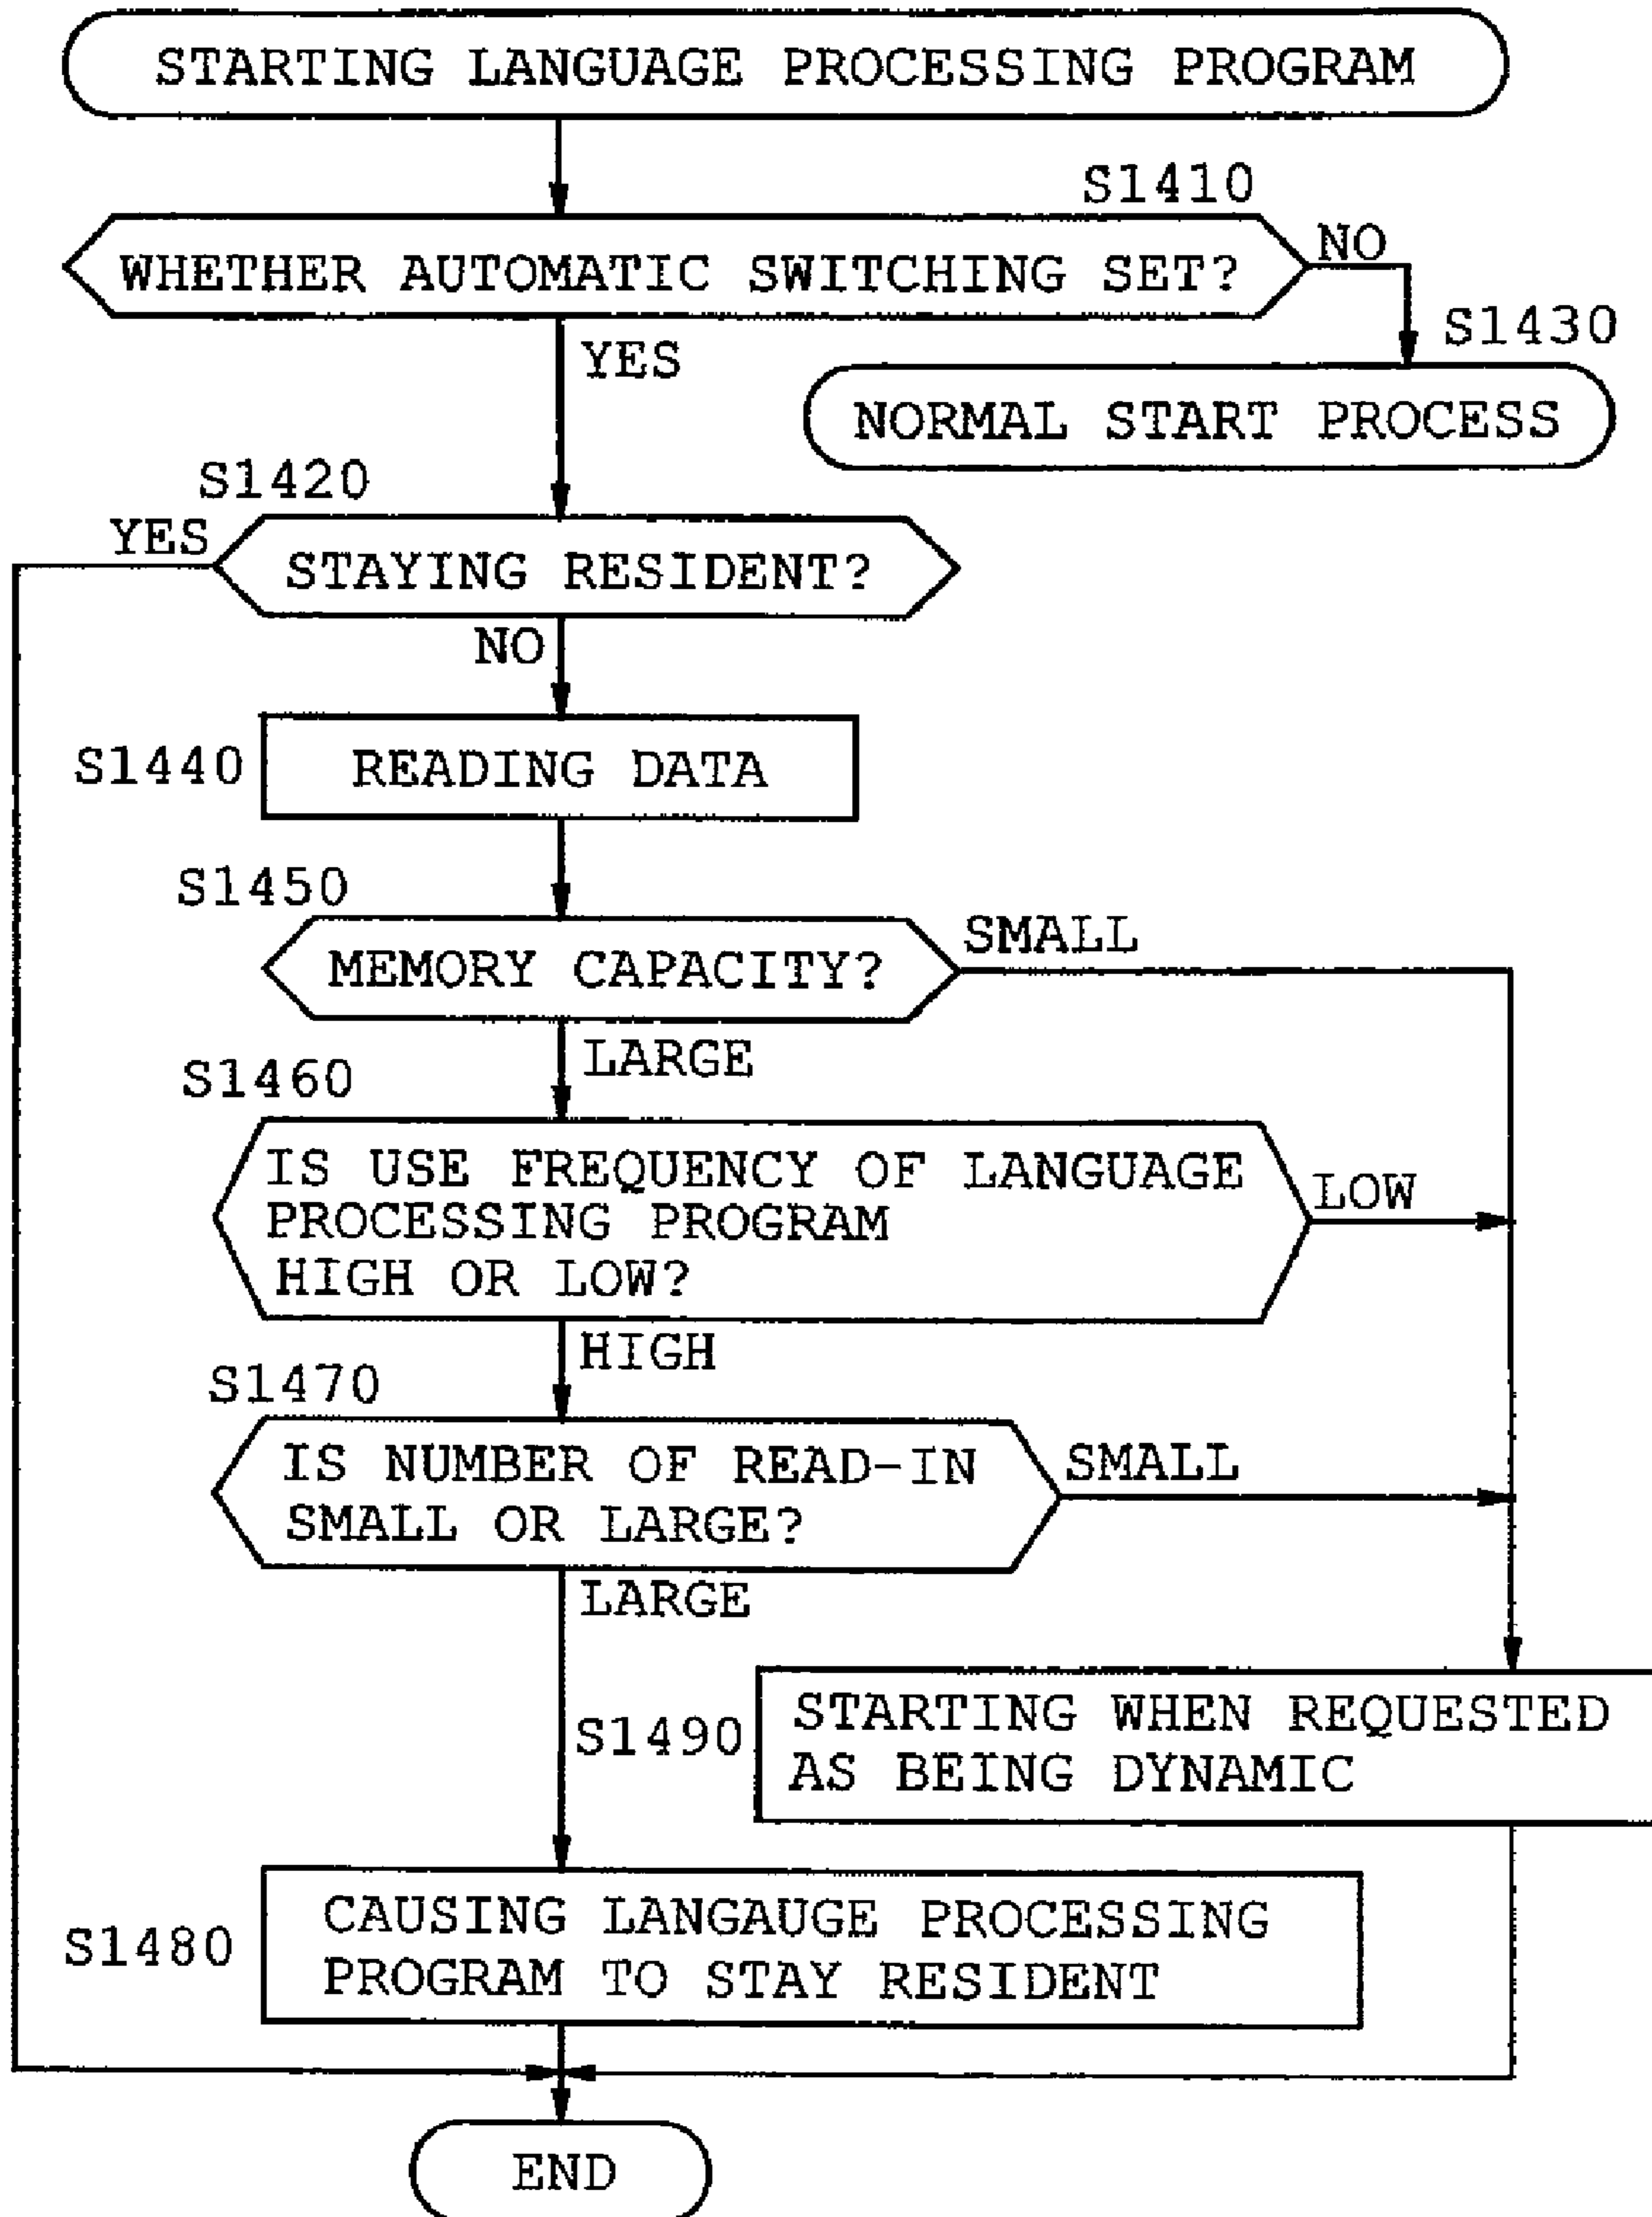 STARTING LANGUAGE PROCESSING PROGRAM
S1410
WHETHER AUTOMATIC SWITCHING SET?
NO
S1430
YES
NORMAL START PROCESS
S1420
YES
STAYING RESIDENT?
NO
S1440
READING DATA
S1450
MEMORY CAPACITY?
SMALL
LARGE
S1460
IS USE FREQUENCY OF LANGUAGE
PROCESSING PROGRAM
HIGH OR LOW?
LOW
HIGH
S1470
IS NUMBER OF READ-IN
SMALL OR LARGE?
SMALL
LARGE
S1490
STARTING WHEN REQUESTED
AS BEING DYNAMIC
S1480
CAUSING LANGAUGE PROCESSING
PROGRAM TO STAY RESIDENT
END